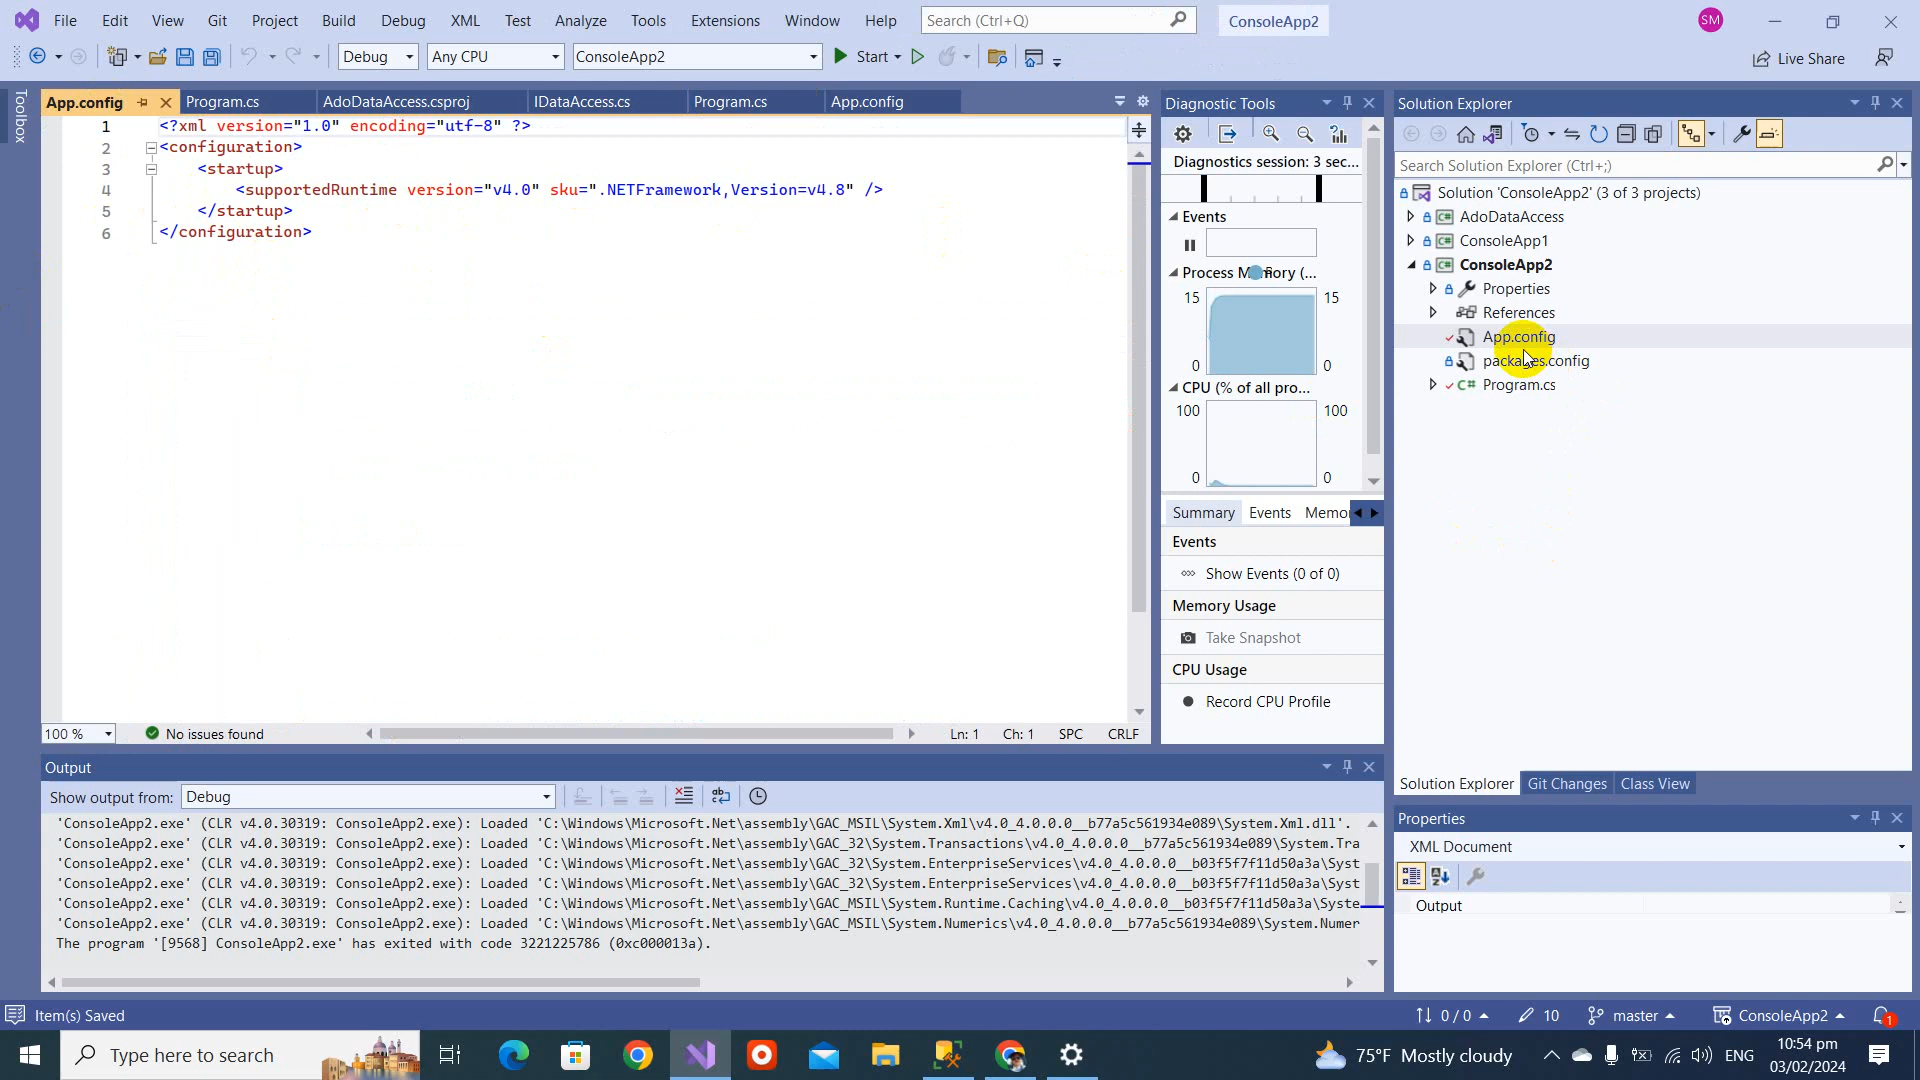 File Edit View Git Project Build Debug XML Test Analyze Tools Extensions Window Help Search (Ctrl+Q) ConsoleApp2 SM
Debug Any CPU ConsoleApp2 Start Live Share
Toolbox
App.config Program.cs AdoDataAccess.csproj IDataAccess.cs Program.cs App.config
1 <?xml version="1.0" encoding="utf-8" ?>
2 <configuration>
3 <startup>
4 <supportedRuntime version="v4.0" sku=".NETFramework,Version=v4.8" />
5 </startup>
6 </configuration>
100 % No issues found Ln: 1 Ch: 1 SPC CRLF
Diagnostic Tools
Diagnostics session: 3 sec...
Events
Process Memory (...
15 15
0 0
CPU (% of all pro...
100 100
0 0
Summary Events Memo
Events
Show Events (0 of 0)
Memory Usage
Take Snapshot
CPU Usage
Record CPU Profile
Solution Explorer
Search Solution Explorer (Ctrl+;)
Solution 'ConsoleApp2' (3 of 3 projects)
AdoDataAccess
ConsoleApp1
ConsoleApp2
Properties
References
App.config
packages.config
C# Program.cs
Solution Explorer Git Changes Class View
Properties
XML Document
Output
Output
Show output from: Debug
'ConsoleApp2.exe' (CLR v4.0.30319: ConsoleApp2.exe): Loaded 'C:\Windows\Microsoft.Net\assembly\GAC_MSIL\System.Xml\v4.0_4.0.0.0__b77a5c561934e089\System.Xml.dll'.
'ConsoleApp2.exe' (CLR v4.0.30319: ConsoleApp2.exe): Loaded 'C:\Windows\Microsoft.Net\assembly\GAC_32\System.Transactions\v4.0_4.0.0.0__b77a5c561934e089\System.Tra
'ConsoleApp2.exe' (CLR v4.0.30319: ConsoleApp2.exe): Loaded 'C:\Windows\Microsoft.Net\assembly\GAC_32\System.EnterpriseServices\v4.0_4.0.0.0__b03f5f7f11d50a3a\Syst
'ConsoleApp2.exe' (CLR v4.0.30319: ConsoleApp2.exe): Loaded 'C:\Windows\Microsoft.Net\assembly\GAC_32\System.EnterpriseServices\v4.0_4.0.0.0__b03f5f7f11d50a3a\Syst
'ConsoleApp2.exe' (CLR v4.0.30319: ConsoleApp2.exe): Loaded 'C:\Windows\Microsoft.Net\assembly\GAC_MSIL\System.Runtime.Caching\v4.0_4.0.0.0__b03f5f7f11d50a3a\Syste
'ConsoleApp2.exe' (CLR v4.0.30319: ConsoleApp2.exe): Loaded 'C:\Windows\Microsoft.Net\assembly\GAC_MSIL\System.Numerics\v4.0_4.0.0.0__b77a5c561934e089\System.Numer
The program '[9568] ConsoleApp2.exe' has exited with code 3221225786 (0xc000013a).
Item(s) Saved 0 / 0 10 master ConsoleApp2 1
Type here to search 75°F Mostly cloudy ENG 10:54 pm
03/02/2024